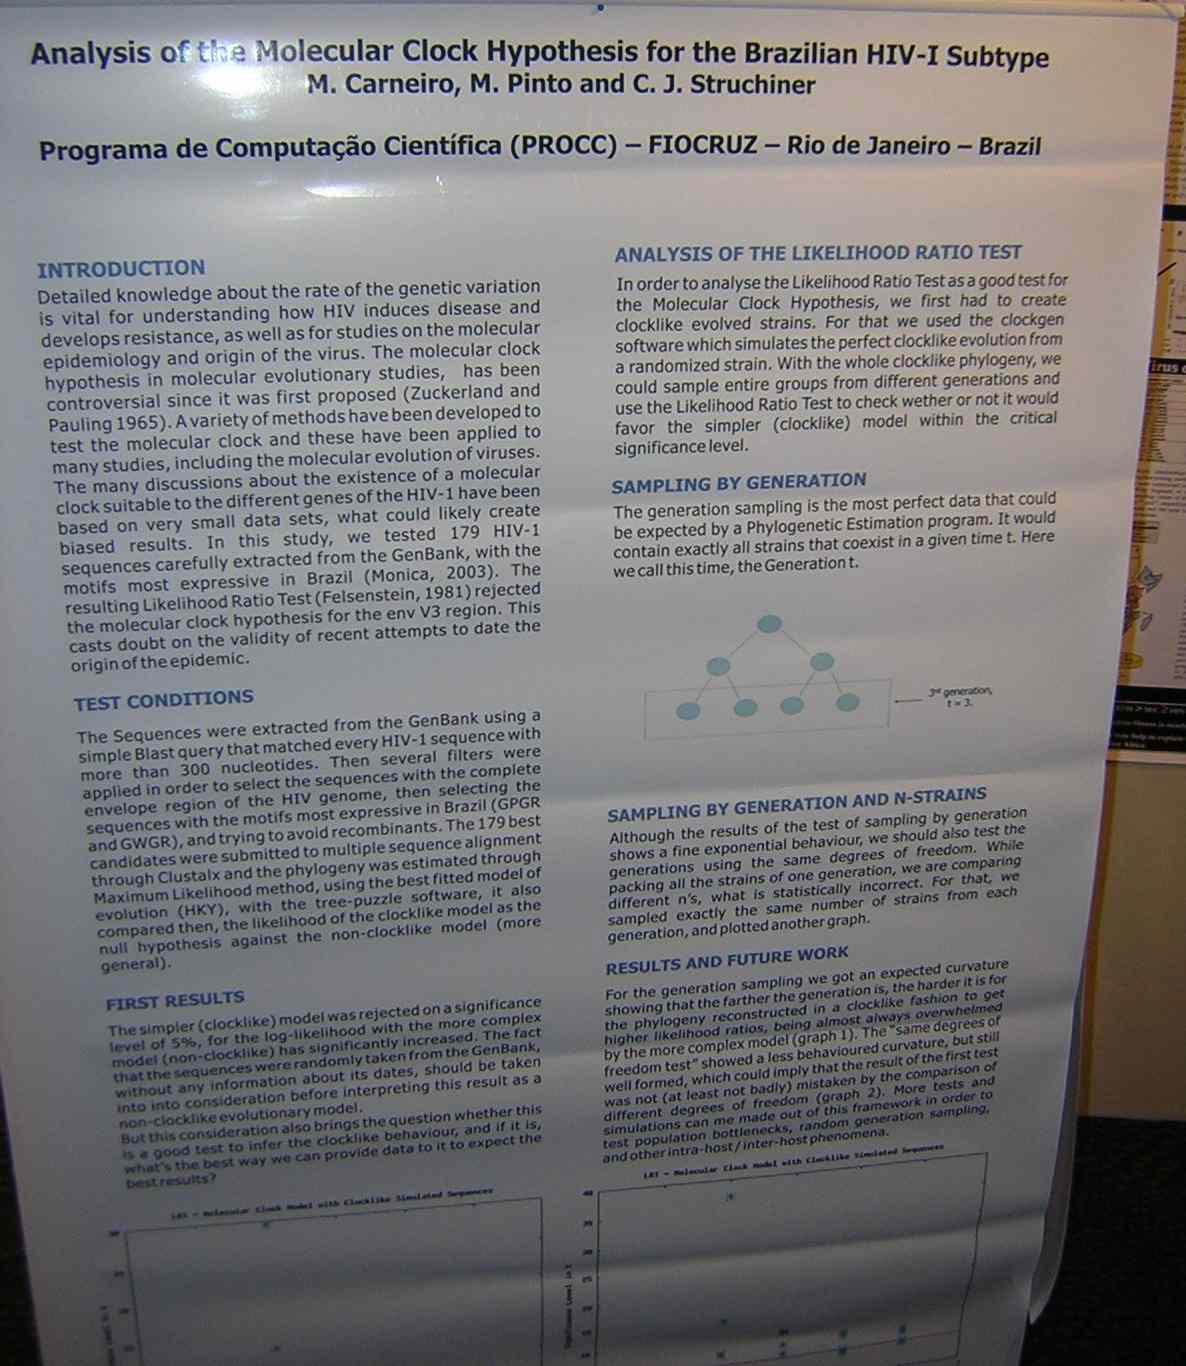 Analysis of the Molecular Clock Hypothesis for the Brazilian HIV-I Subtype
M. Carneiro, M. Pinto and C. J. Struchiner
Programa de Computação Científica (PROCC) – FIOCRUZ – Rio de Janeiro – Brazil
INTRODUCTION
Detailed knowledge about the rate of the genetic variation
is vital for understanding how HIV induces disease and
develops resistance, as well as for studies on the molecular
epidemiology and origin of the virus. The molecular clock
hypothesis in molecular evolutionary studies, has been
controversial since it was first proposed (Zuckerland and
Pauling 1965). A variety of methods have been developed to
test the molecular clock and these have been applied to
many studies, including the molecular evolution of viruses.
The many discussions about the existence of a molecular
clock suitable to the different genes of the HIV-1 have been
based on very small data sets, what could likely create
biased results. In this study, we tested 179 HIV-1
sequences carefully extracted from the GenBank, with the
motifs most expressive in Brazil (Monica, 2003). The
resulting Likelihood Ratio Test (Felsenstein, 1981) rejected
the molecular clock hypothesis for the env V3 region. This
casts doubt on the validity of recent attempts to date the
origin of the epidemic.
TEST CONDITIONS
The Sequences were extracted from the GenBank using a
simple Blast query that matched every HIV-1 sequence with
more than 300 nucleotides. Then several filters were
applied in order to select the sequences with the complete
envelope region of the HIV genome, then selecting the
sequences with the motifs most expressive in Brazil (GPGR
and GWGR), and trying to avoid recombinants. The 179 best
candidates were submitted to multiple sequence alignment
through Clustalx and the phylogeny was estimated through
Maximum Likelihood method, using the best fitted model of
evolution (HKY), with the tree-puzzle software, it also
compared then, the likelihood of the clocklike model as the
null hypothesis against the non-clocklike model (more
general).
FIRST RESULTS
The simpler (clocklike) model was rejected on a significance
level of 5%, for the log-likelihood with the more complex
model (non-clocklike) has significantly increased. The fact
that the sequences were randomly taken from the GenBank,
without any information about its dates, should be taken
into into consideration before interpreting this result as a
non-clocklike evolutionary model.
But this consideration also brings the question whether this
is a good test to infer the clocklike behaviour, and if it is,
what's the best way we can provide data to it to expect the
best results?
LRT - Molecular Clock Model with Clocklike Simulated Sequences
ANALYSIS OF THE LIKELIHOOD RATIO TEST
In order to analyse the Likelihood Ratio Test as a good test for
the Molecular Clock Hypothesis, we first had to create
clocklike evolved strains. For that we used the clockgen
software which simulates the perfect clocklike evolution from
a randomized strain. With the whole clocklike phylogeny, we
could sample entire groups from different generations and
use the Likelihood Ratio Test to check wether or not it would
favor the simpler (clocklike) model within the critical
significance level.
SAMPLING BY GENERATION
The generation sampling is the most perfect data that could
be expected by a Phylogenetic Estimation program. It would
contain exactly all strains that coexist in a given time t. Here
we call this time, the Generation t.
3rd generation,
t = 3.
SAMPLING BY GENERATION AND N-STRAINS
Although the results of the test of sampling by generation
shows a fine exponential behaviour, we should also test the
generations using the same degrees of freedom. While
packing all the strains of one generation, we are comparing
different n's, what is statistically incorrect. For that, we
sampled exactly the same number of strains from each
generation, and plotted another graph.
RESULTS AND FUTURE WORK
For the generation sampling we got an expected curvature
showing that the farther the generation is, the harder it is for
the phylogeny reconstructed in a clocklike fashion to get
higher likelihood ratios, being almost always overwhelmed
by the more complex model (graph 1). The "same degrees of
freedom test" showed a less behavioured curvature, but still
well formed, which could imply that the result of the first test
was not (at least not badly) mistaken by the comparison of
different degrees of freedom (graph 2). More tests and
simulations can me made out of this framework in order to
test population bottlenecks, random generation sampling,
and other intra-host / inter-host phenomena.
LRT - Molecular Clock Model with Clocklike Simulated Sequences
40
Significance Level in %